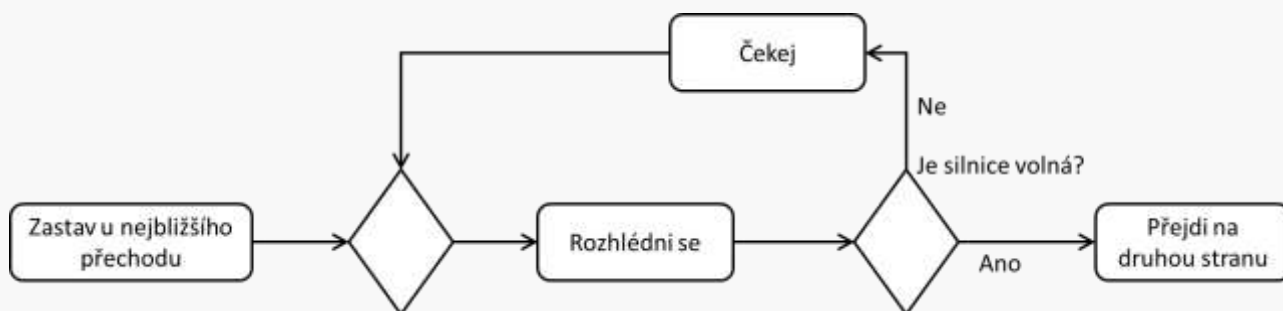 Čekej
Ne
Je silnice volná?
Zastav u nejbližšího
přechodu
Rozhlédni se
Ano
Přejdi na
druhou stranu